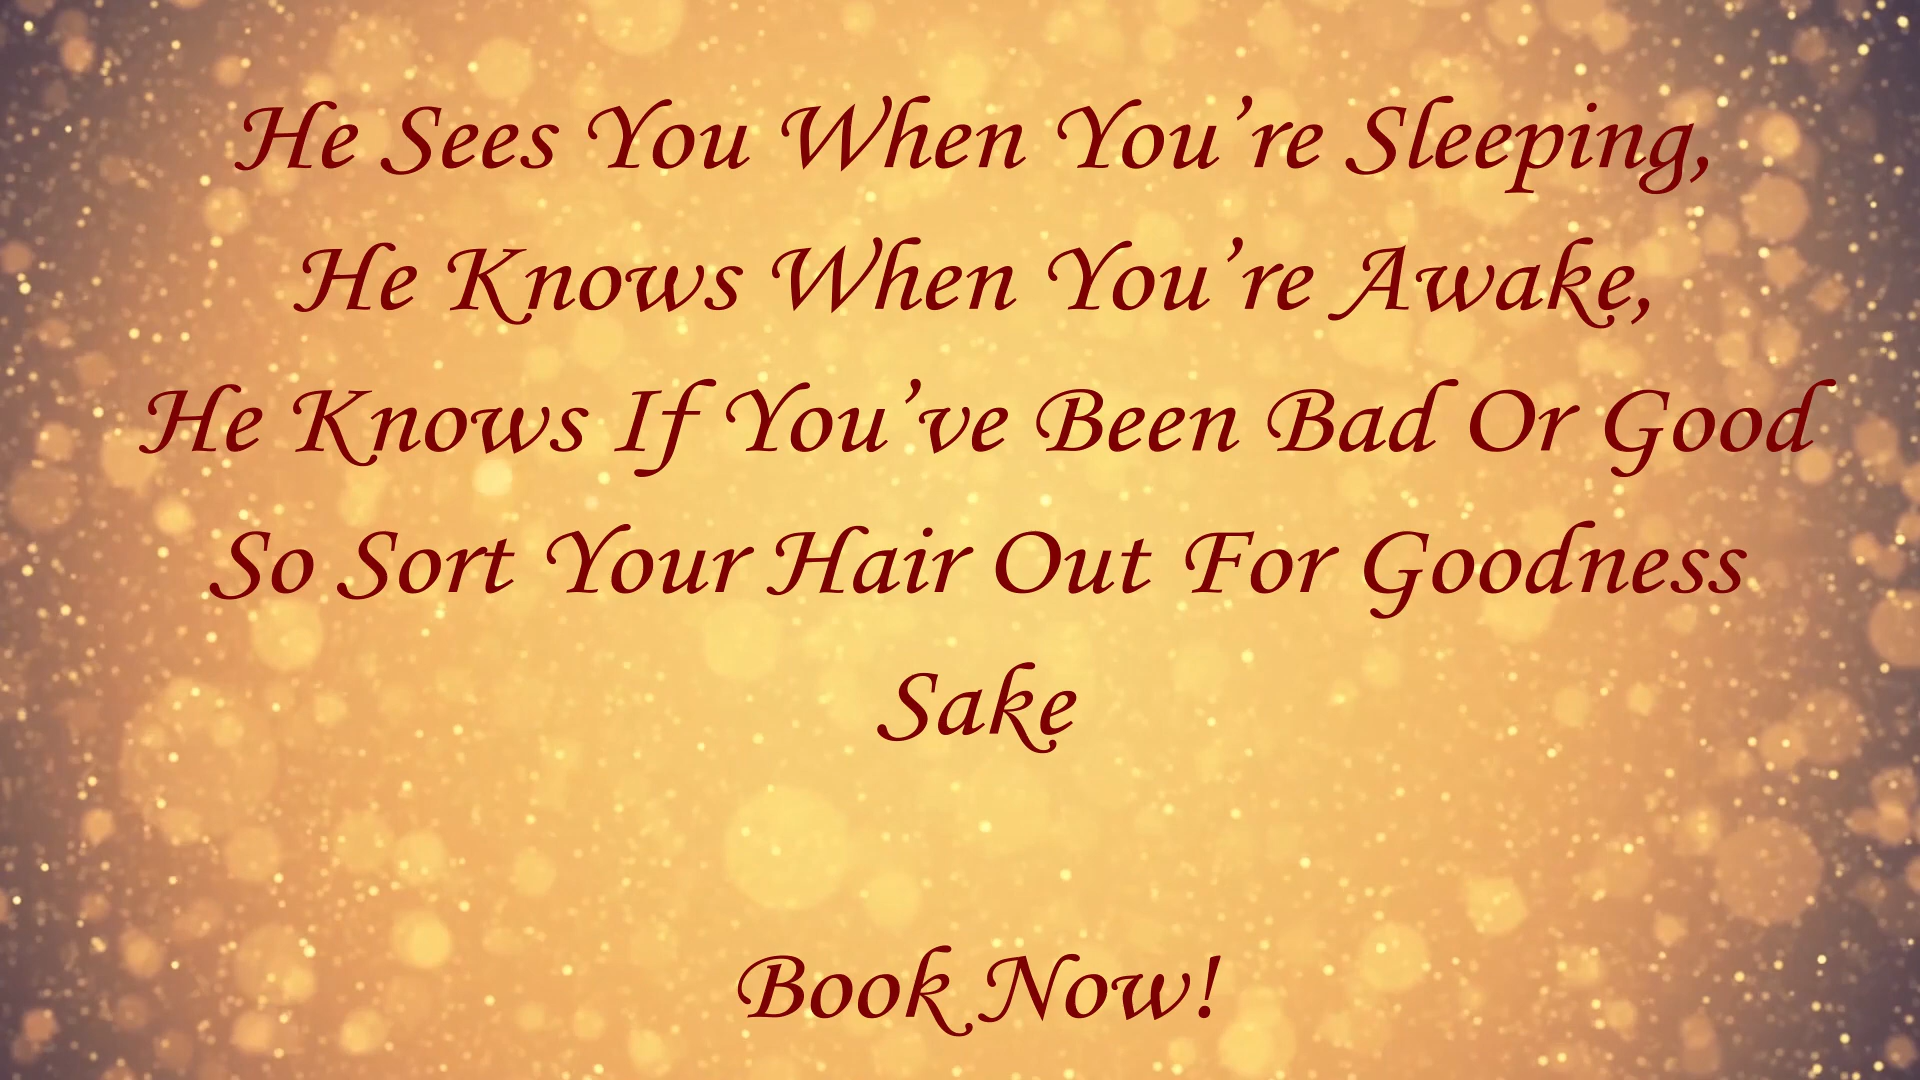 He Sees You When You’re Sleeping,
He Knows When You’re Awake,
He Knows If You’ve Been Bad Or Good
So Sort Your Hair Out For Goodness
Sake
Book Now!